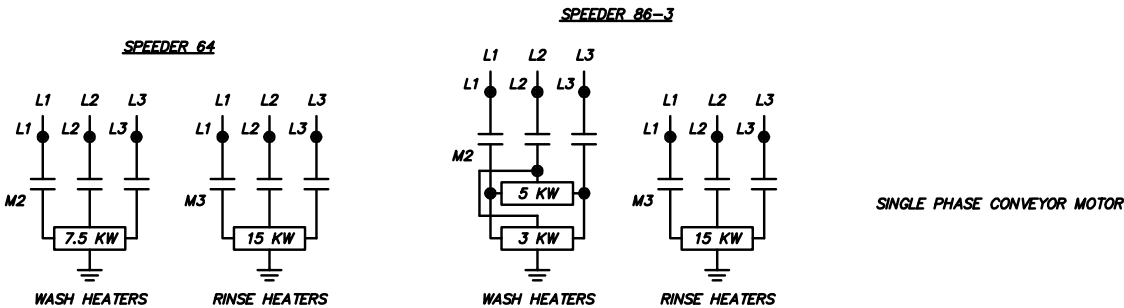 SPEEDER 86-3
SPEEDER 64
L1 L2 L3
L1 L2 L3
L1 L2 L3 L1 L2 L3
L1 L2 L3 L1 L2 L3
L1 L2 L3
L1 L2 L3
M2
M2 M3
5 KW
M3
SINGLE PHASE CONVEYOR MOTOR
7.5 KW 15 KW
3 KW 15 KW
WASH HEATERS RINSE HEATERS
WASH HEATERS RINSE HEATERS